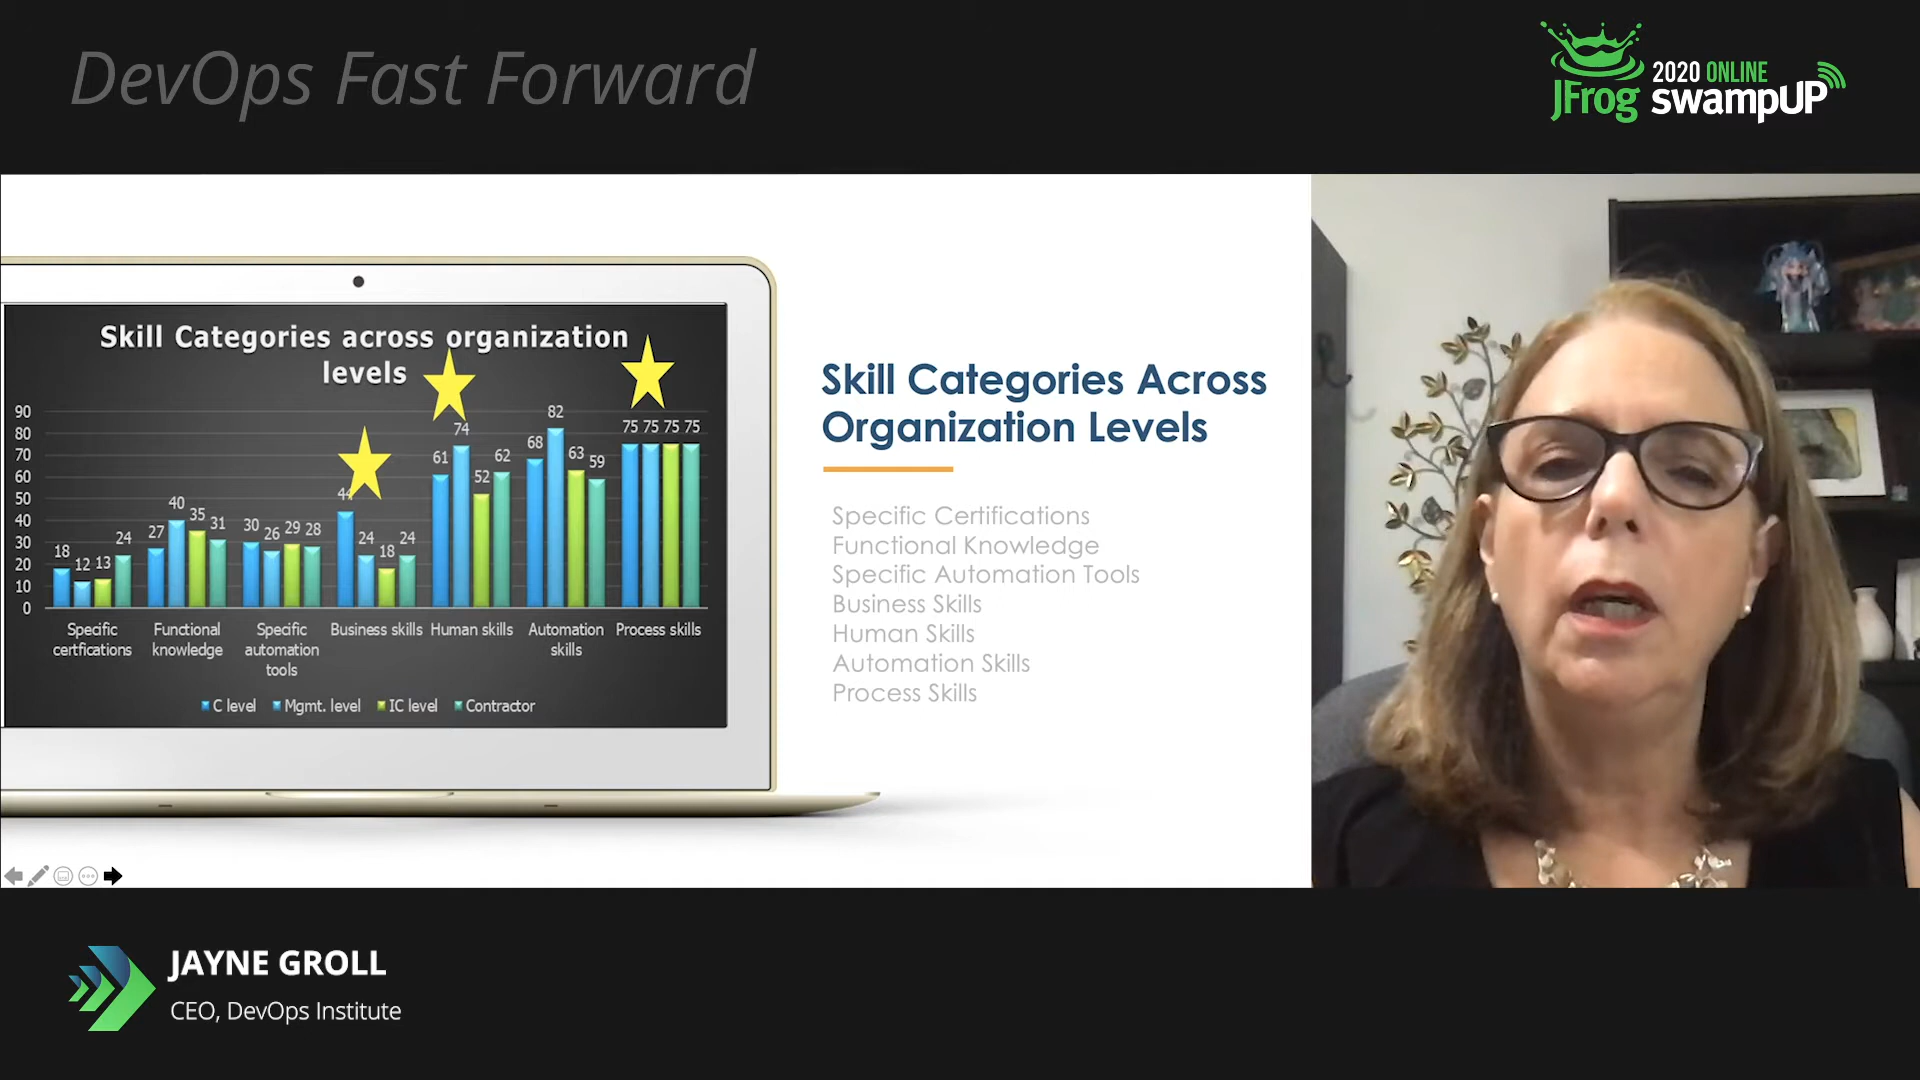 DevOps Fast Forward
2020 ONLINE
JFrog swampUP
Skill Categories across organization
levels
90
80
70
60
50
40
30
20
10
0
18 12 13 24
27 40 35 31
30 26 29 28
44 24 18 24
61 74 52 62
68 82 63 59
75 75 75 75
Specific
certfications
Functional
knowledge
Specific
automation
tools
Business skills
Human skills
Automation
skills
Process skills
C level Mgmt. level IC level Contractor
Skill Categories Across
Organization Levels
Specific Certifications
Functional Knowledge
Specific Automation Tools
Business Skills
Human Skills
Automation Skills
Process Skills
JAYNE GROLL
CEO, DevOps Institute